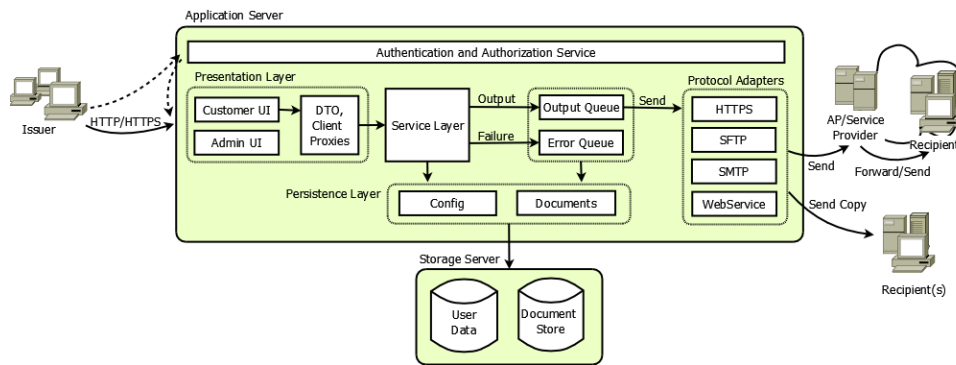 Application Server
Authentication and Authorization Service
Presentation Layer
Customer UI
Admin UI
DTO,
Client
Proxies
Service Layer
Output
Failure
Output Queue
Error Queue
Send
Protocol Adapters
HTTPS
SFTP
SMTP
WebService
Issuer
HTTP/HTTPS
AP/Service
Provider
Recipient
Send
Forward/Send
Send Copy
Recipient(s)
Persistence Layer
Config
Documents
Storage Server
User
Data
Document
Store